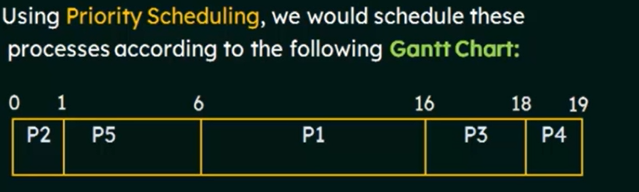 Using Priority Scheduling, we would schedule these
processes according to the following Gantt Chart:
0 1 6 16 18 19
P2 P5 P1 P3 P4